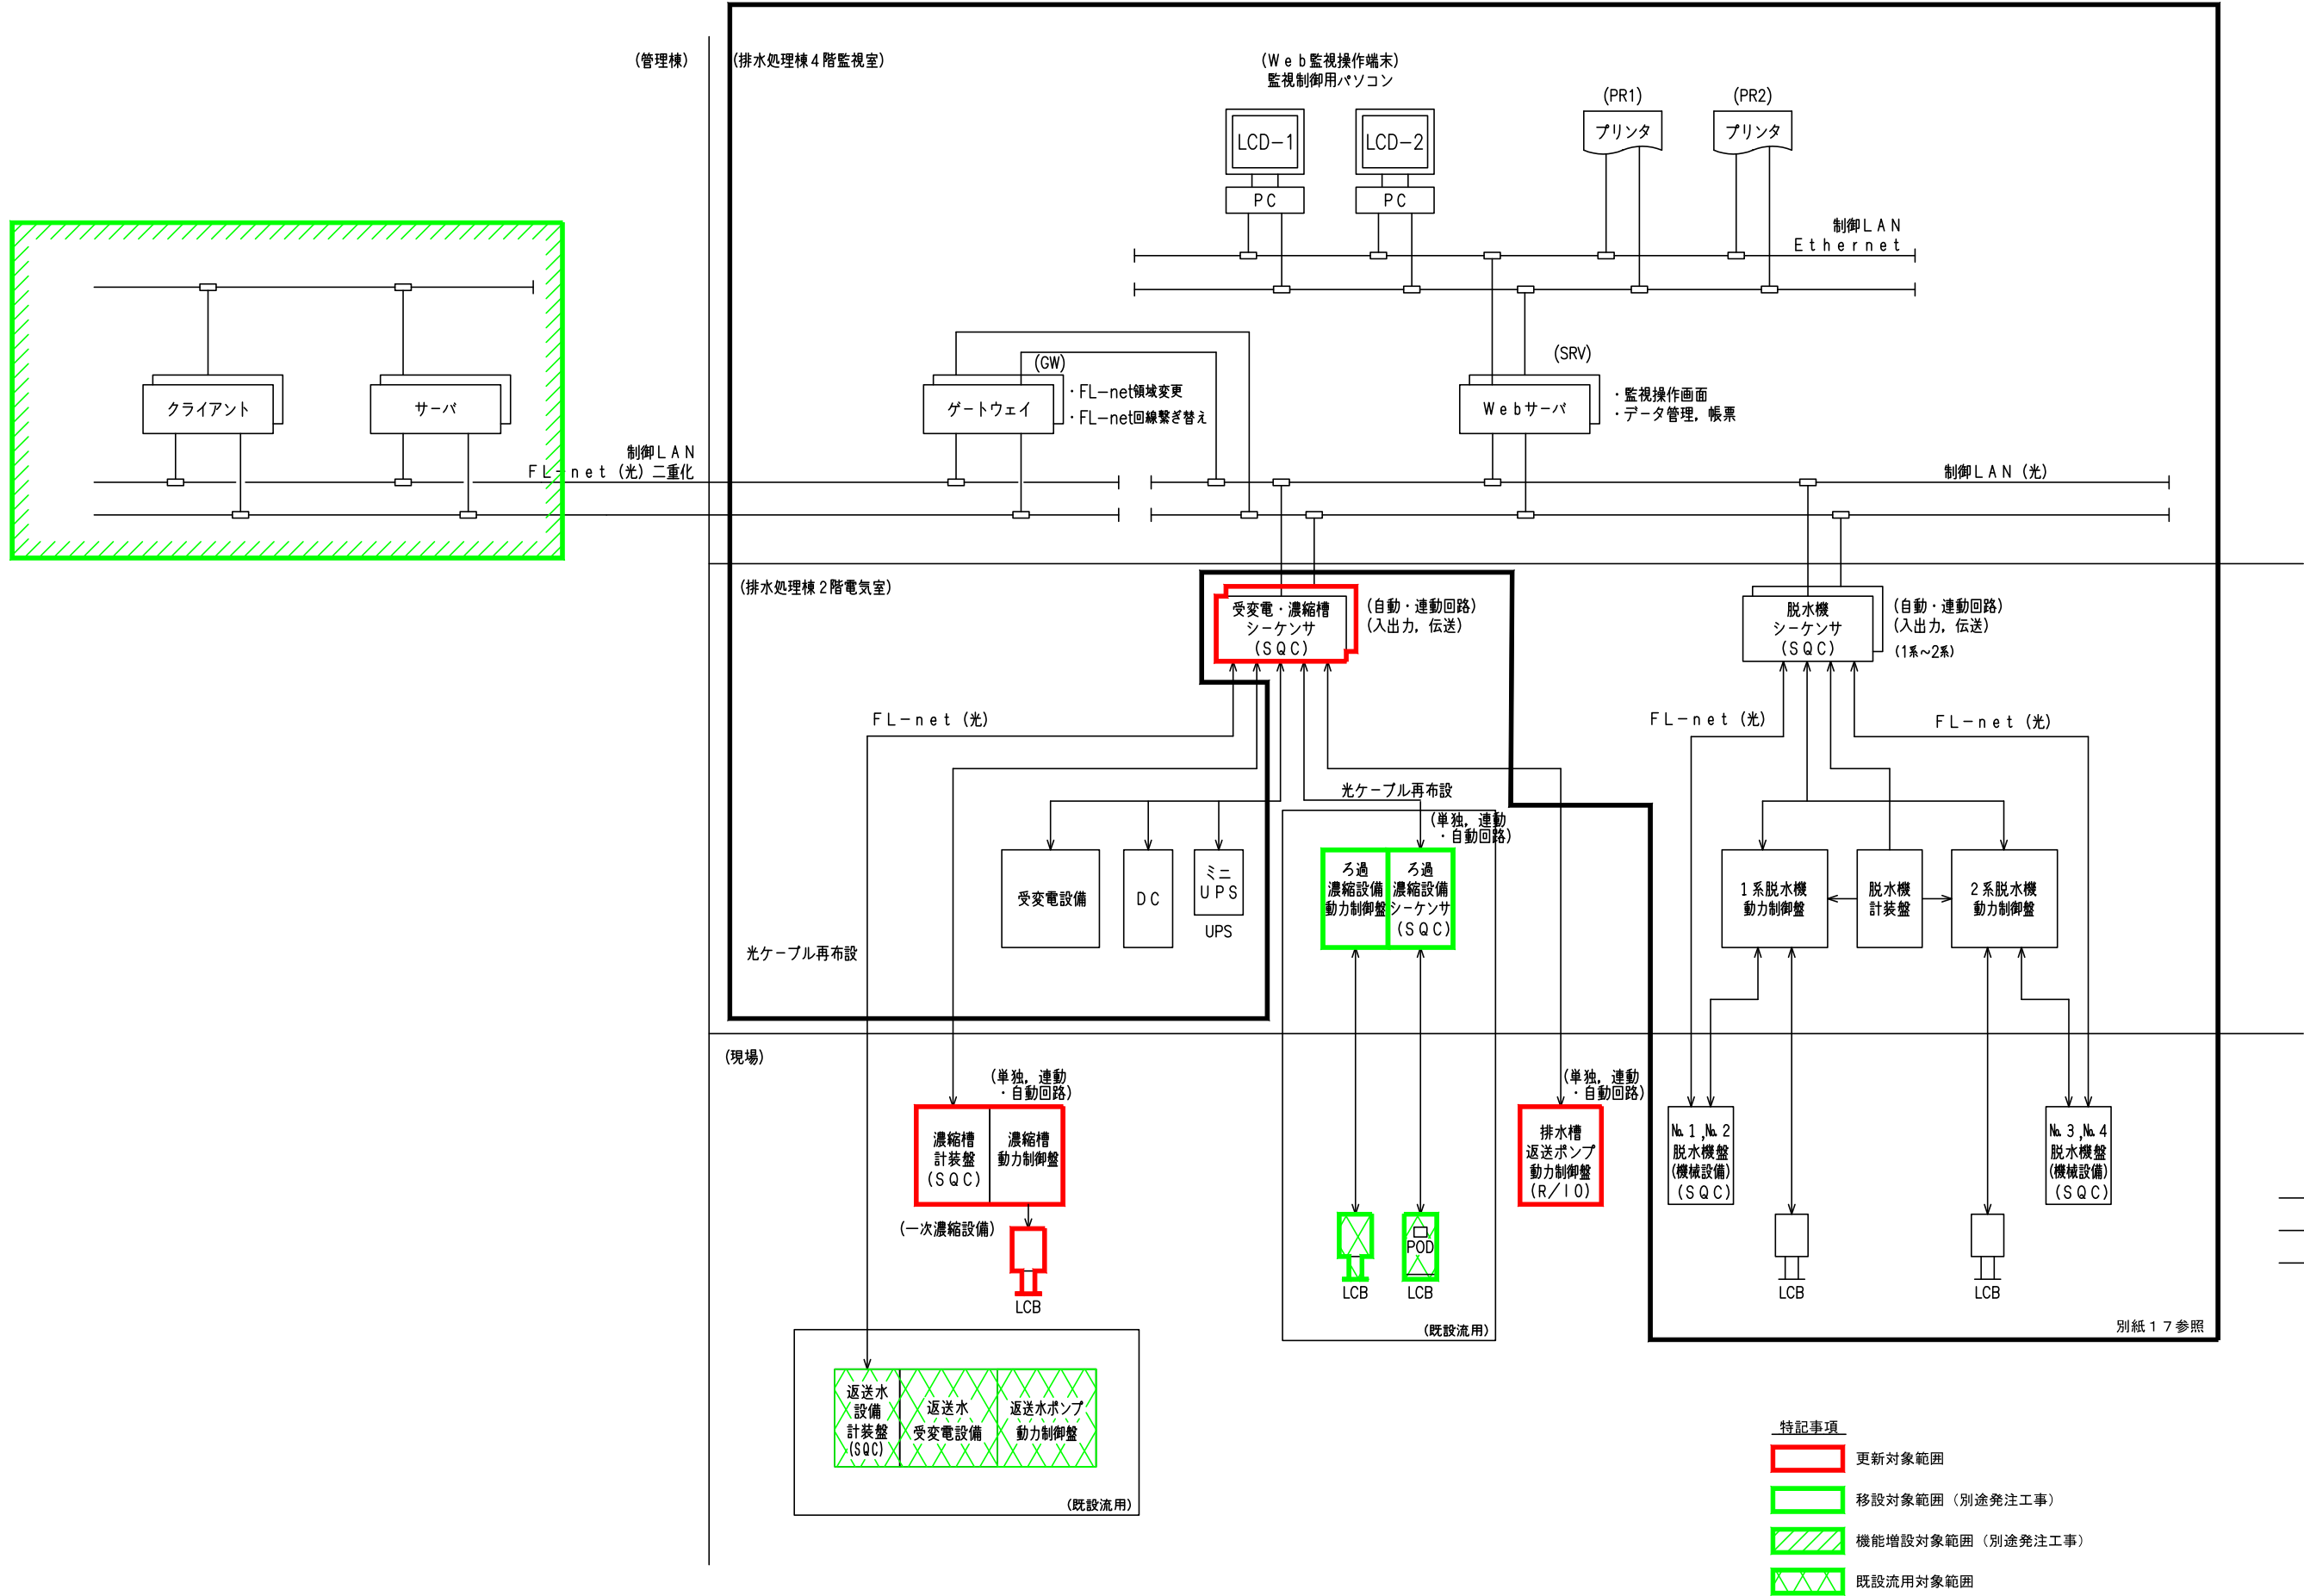 (管理棟)
(排水処理棟４階監視室)
(Ｗｅｂ監視操作端末)
監視制御用パソコン
(PR1)
(PR2)
LCD－1
LCD－2
プリンタ
プリンタ
ＰＣ
ＰＣ
制御ＬＡＮ
Ｅｔｈｅｒｎｅｔ
クライアント
サーバ
(GW)
ゲートウェイ
・FL－net領域変更
・FL－net回線繋ぎ替え
(SRV)
Ｗｅｂサーバ
・監視操作画面
・データ管理，帳票
制御ＬＡＮ
ＦＬ－ｎｅｔ（光）二重化
制御ＬＡＮ（光）
(排水処理棟２階電気室)
受変電・濃縮槽
シーケンサ
(ＳＱＣ)
(自動・連動回路)
(入出力，伝送)
脱水機
シーケンサ
(ＳＱＣ)
(自動・連動回路)
(入出力，伝送)
(1系～2系)
ＦＬ－ｎｅｔ（光）
ＦＬ－ｎｅｔ（光）
ＦＬ－ｎｅｔ（光）
光ケーブル再布設
(単独，連動
・自動回路)
受変電設備
ＤＣ
ミニ
ＵＰＳ
UPS
ろ過
濃縮設備
動力制御盤
ろ過
濃縮設備
シーケンサ
(ＳＱＣ)
１系脱水機
動力制御盤
脱水機
計装盤
２系脱水機
動力制御盤
光ケーブル再布設
(現場)
(単独，連動
・自動回路)
(単独，連動
・自動回路)
濃縮槽
計装盤
(ＳＱＣ)
濃縮槽
動力制御盤
排水槽
返送ポンプ
動力制御盤
(Ｒ／ＩＯ)
№１,№２
脱水機盤
(機械設備)
(ＳＱＣ)
№３,№４
脱水機盤
(機械設備)
(ＳＱＣ)
(一次濃縮設備)
LCB
POD
LCB
LCB
LCB
LCB
(既設流用)
別紙１７参照
返送水
設備
計装盤
(SQC)
返送水
受変電設備
返送水ポンプ
動力制御盤
(既設流用)
特記事項
更新対象範囲
移設対象範囲（別途発注工事）
機能増設対象範囲（別途発注工事）
既設流用対象範囲